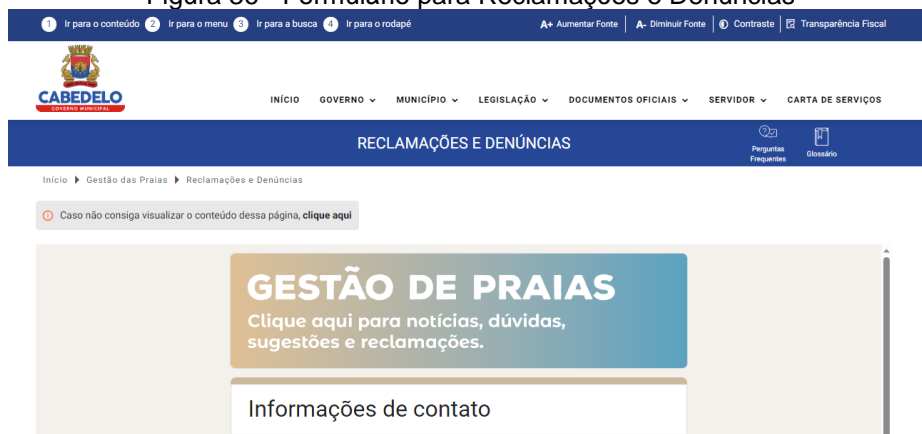 Figura 30 - Formulário para Reclamações e Denúncias
1 Ir para o conteúdo 2 Ir para o menu 3 Ir para a busca 4 Ir para o rodapé A+ Aumentar Fonte A- Diminuir Fonte Contraste Transparência Fiscal
CABEDELO
GOVERNO MUNICIPAL
INÍCIO GOVERNO MUNICÍPIO LEGISLAÇÃO DOCUMENTOS OFICIAIS SERVIDOR CARTA DE SERVIÇOS
RECLAMAÇÕES E DENÚNCIAS
Perguntas
Frequentes
Glossário
Início Gestão das Praias Reclamações e Denúncias
Caso não consiga visualizar o conteúdo dessa página, clique aqui
GESTÃO DE PRAIAS
Clique aqui para notícias, dúvidas,
sugestões e reclamações.
Informações de contato